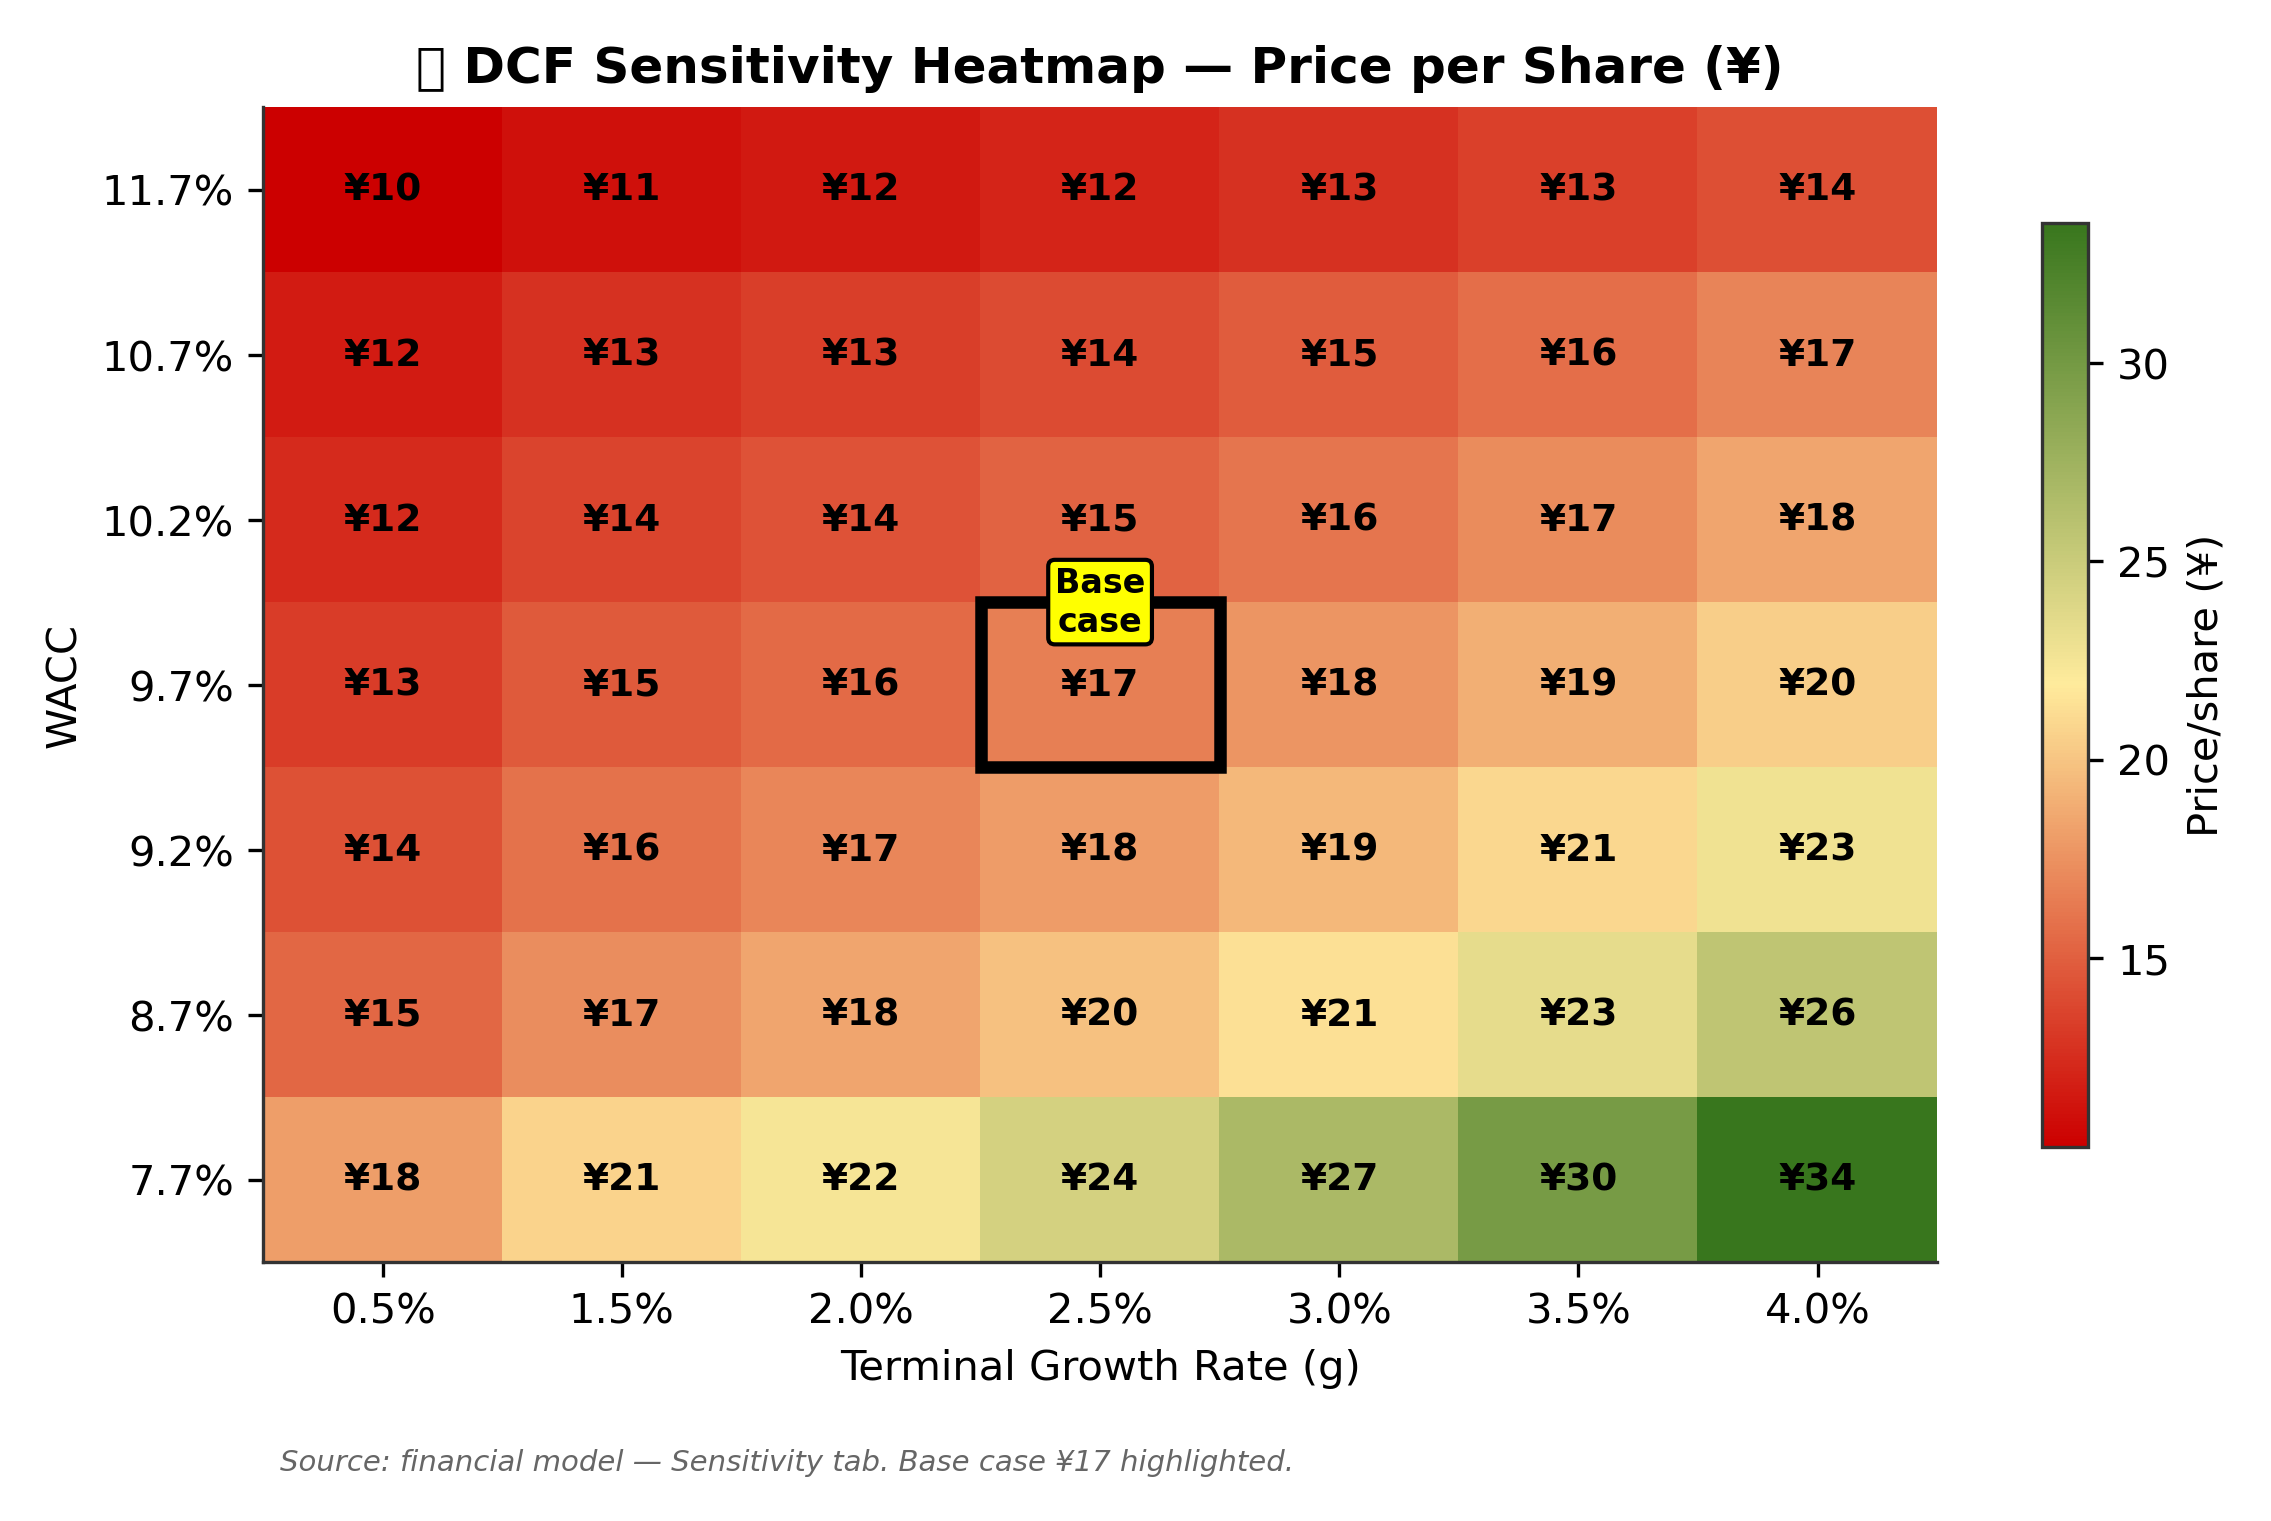 DCF Sensitivity Heatmap — Price per Share (¥)
WACC
11.7% ¥10 ¥11 ¥12 ¥12 ¥13 ¥13 ¥14
10.7% ¥12 ¥13 ¥13 ¥14 ¥15 ¥16 ¥17
10.2% ¥12 ¥14 ¥14 ¥15 ¥16 ¥17 ¥18
Base
case
9.7% ¥13 ¥15 ¥16 ¥17 ¥18 ¥19 ¥20
9.2% ¥14 ¥16 ¥17 ¥18 ¥19 ¥21 ¥23
8.7% ¥15 ¥17 ¥18 ¥20 ¥21 ¥23 ¥26
7.7% ¥18 ¥21 ¥22 ¥24 ¥27 ¥30 ¥34
0.5% 1.5% 2.0% 2.5% 3.0% 3.5% 4.0%
Terminal Growth Rate (g)
30
25
20
15
Price/share (¥)
Source: financial model — Sensitivity tab. Base case ¥17 highlighted.